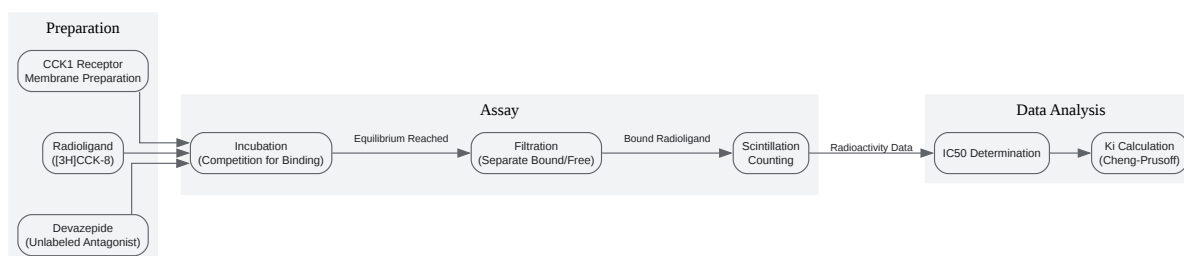 Preparation
CCK1 Receptor
Membrane Preparation
Radioligand
([3H]CCK-8)
Devazepide
(Unlabeled Antagonist)
Assay
Incubation
(Competition for Binding)
Equilibrium Reached
Filtration
(Separate Bound/Free)
Bound Radioligand
Scintillation
Counting
Radioactivity Data
Data Analysis
IC50 Determination
Ki Calculation
(Cheng-Prusoff)